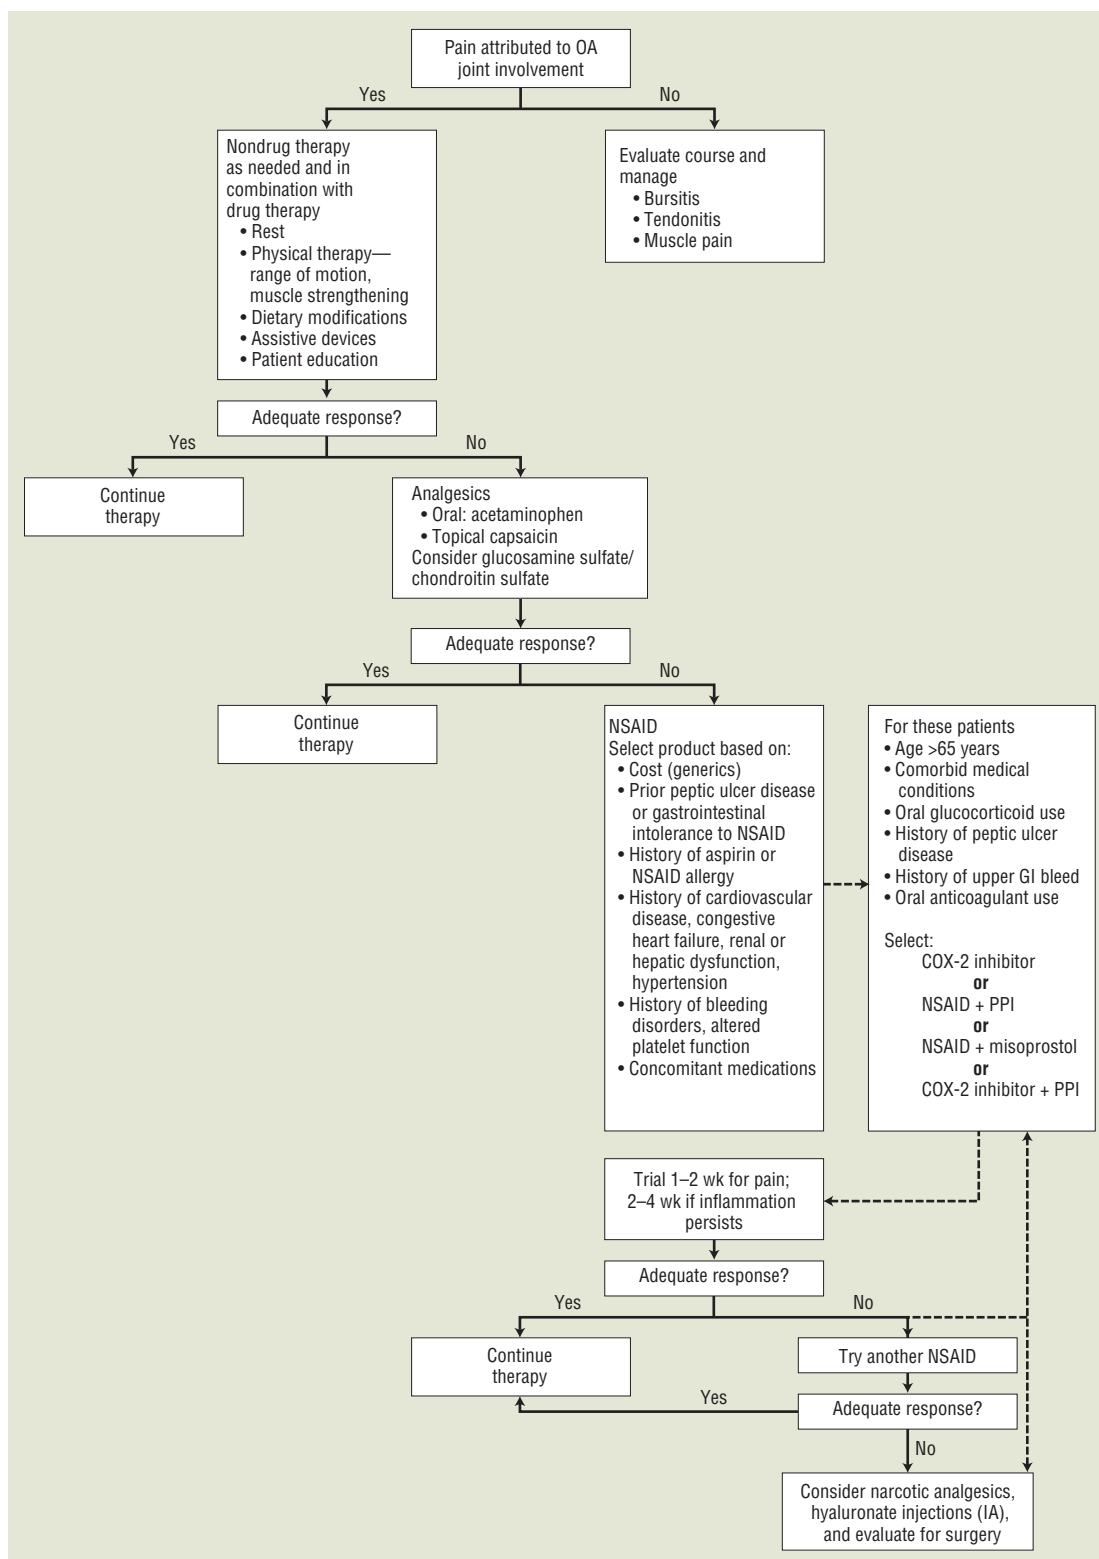 Pain attributed to OA
joint involvement
Yes
No
Nondrug therapy
as needed and in
combination with
drug therapy
• Rest
• Physical therapy—
range of motion,
muscle strengthening
• Dietary modifications
• Assistive devices
• Patient education
Evaluate course and
manage
• Bursitis
• Tendonitis
• Muscle pain
Adequate response?
Yes
No
Continue
therapy
Analgesics
• Oral: acetaminophen
• Topical capsaicin
Consider glucosamine sulfate/
chondroitin sulfate
Adequate response?
Yes
No
Continue
therapy
NSAID
Select product based on:
• Cost (generics)
• Prior peptic ulcer disease
or gastrointestinal
intolerance to NSAID
• History of aspirin or
NSAID allergy
• History of cardiovascular
disease, congestive
heart failure, renal or
hepatic dysfunction,
hypertension
• History of bleeding
disorders, altered
platelet function
• Concomitant medications
For these patients
• Age >65 years
• Comorbid medical
conditions
• Oral glucocorticoid use
• History of peptic ulcer
disease
• History of upper GI bleed
• Oral anticoagulant use
Select:
COX-2 inhibitor
or
NSAID + PPI
or
NSAID + misoprostol
or
COX-2 inhibitor + PPI
Trial 1–2 wk for pain;
2–4 wk if inflammation
persists
Adequate response?
Yes
No
Continue
therapy
Try another NSAID
Yes
Adequate response?
No
Consider narcotic analgesics,
hyaluronate injections (IA),
and evaluate for surgery